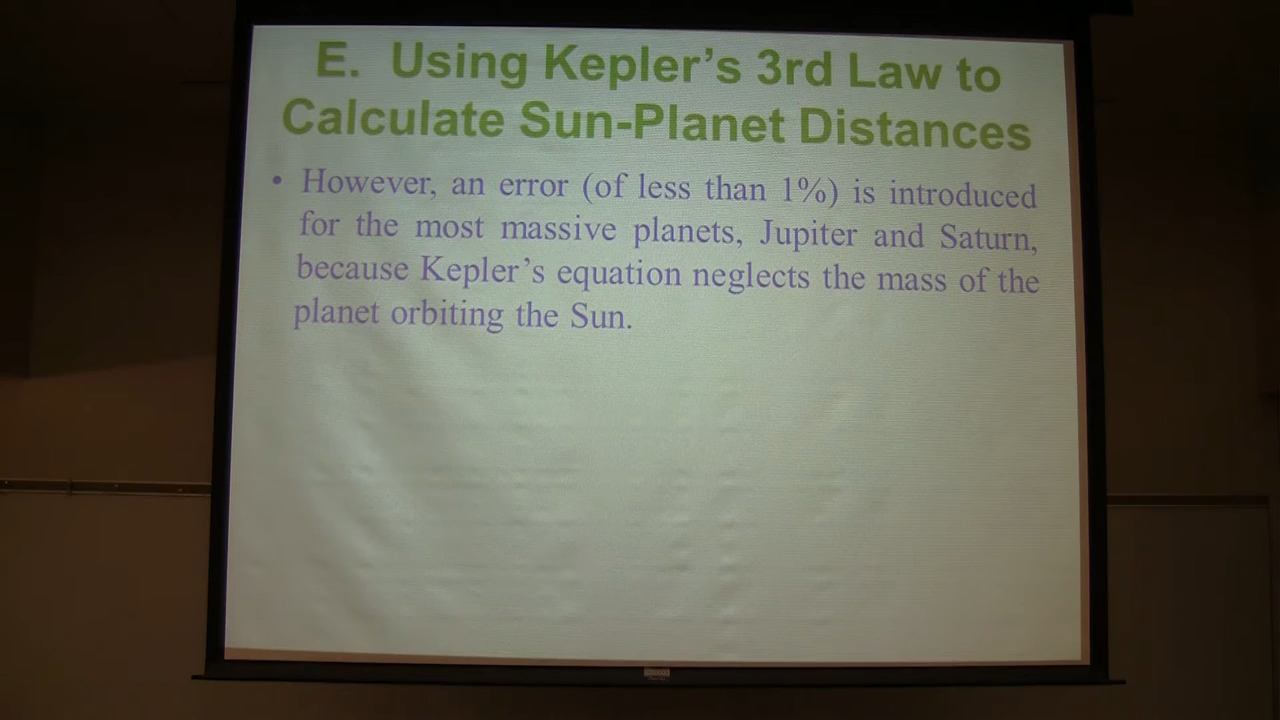 E. Using Kepler's 3rd Law to
Calculate Sun-Planet Distances
• However, an error (of less than 1%) is introduced
for the most massive planets, Jupiter and Saturn,
because Kepler's equation neglects the mass of the
planet orbiting the Sun.